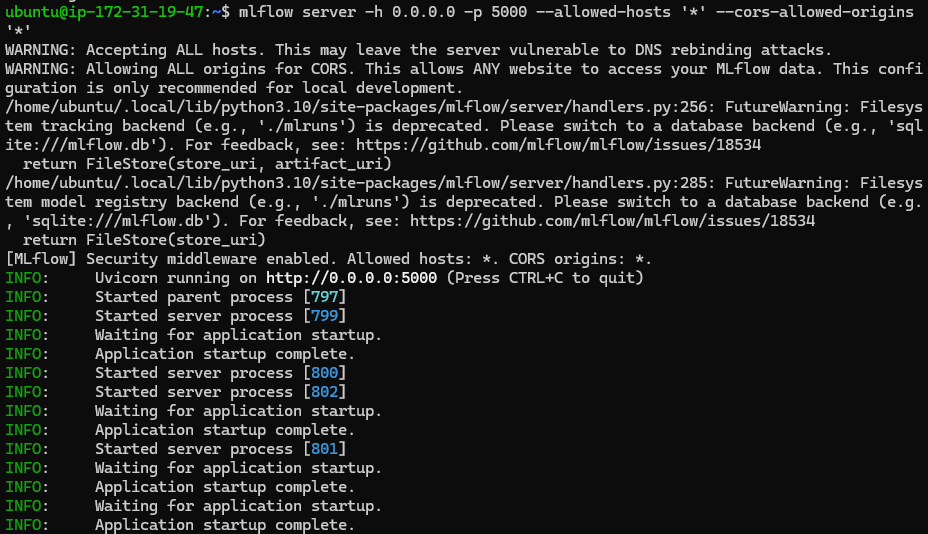 ubuntu@ip-172-31-19-47:~$ mlflow server -h 0.0.0.0 -p 5000 --allowed-hosts '*' --cors-allowed-origins
'*'
WARNING: Accepting ALL hosts. This may leave the server vulnerable to DNS rebinding attacks.
WARNING: Allowing ALL origins for CORS. This allows ANY website to access your MLflow data. This confi
guration is only recommended for local development.
/home/ubuntu/.local/lib/python3.10/site-packages/mlflow/server/handlers.py:256: FutureWarning: Filesys
tem tracking backend (e.g., './mlruns') is deprecated. Please switch to a database backend (e.g., 'sql
ite:///mlflow.db'). For feedback, see: https://github.com/mlflow/mlflow/issues/18534
  return FileStore(store_uri, artifact_uri)
/home/ubuntu/.local/lib/python3.10/site-packages/mlflow/server/handlers.py:285: FutureWarning: Filesys
tem model registry backend (e.g., './mlruns') is deprecated. Please switch to a database backend (e.g.
, 'sqlite:///mlflow.db'). For feedback, see: https://github.com/mlflow/mlflow/issues/18534
  return FileStore(store_uri)
[MLflow] Security middleware enabled. Allowed hosts: *. CORS origins: *.
INFO:     Uvicorn running on http://0.0.0.0:5000 (Press CTRL+C to quit)
INFO:     Started parent process [797]
INFO:     Started server process [799]
INFO:     Waiting for application startup.
INFO:     Application startup complete.
INFO:     Started server process [800]
INFO:     Started server process [802]
INFO:     Waiting for application startup.
INFO:     Application startup complete.
INFO:     Started server process [801]
INFO:     Waiting for application startup.
INFO:     Application startup complete.
INFO:     Waiting for application startup.
INFO:     Application startup complete.